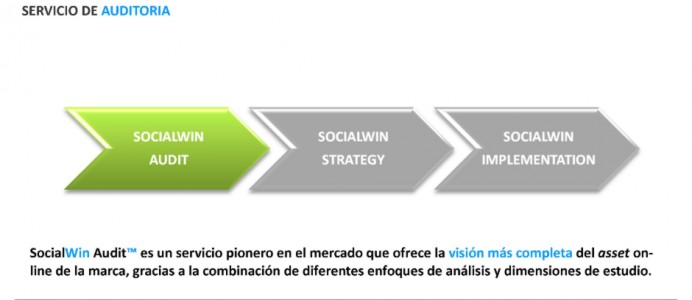 SERVICIO DE AUDITORIA
SOCIALWIN
AUDIT
SOCIALWIN
STRATEGY
SOCIALWIN
IMPLEMENTATION
SocialWin Audit™ es un servicio pionero en el mercado que ofrece la visión más completa del asset on-
line de la marca, gracias a la combinación de diferentes enfoques de análisis y dimensiones de estudio.